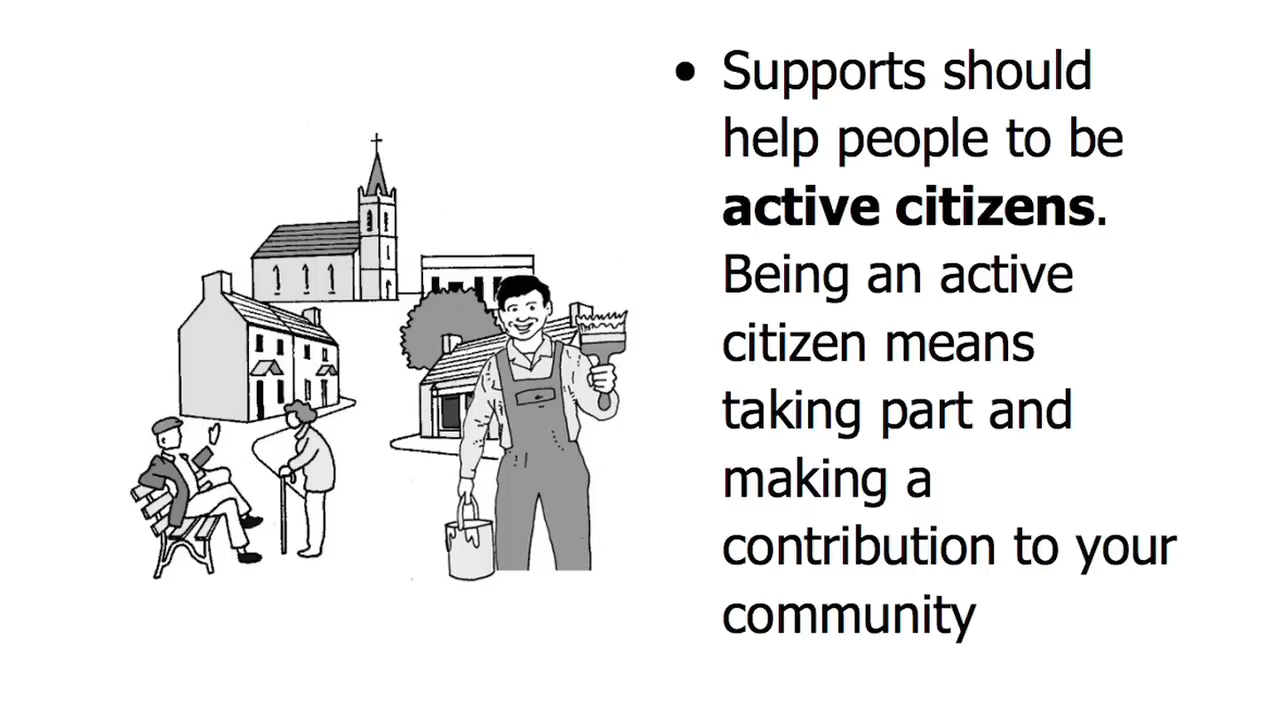 • Supports should
help people to be
active citizens.
Being an active
citizen means
taking part and
making a
contribution to your
community